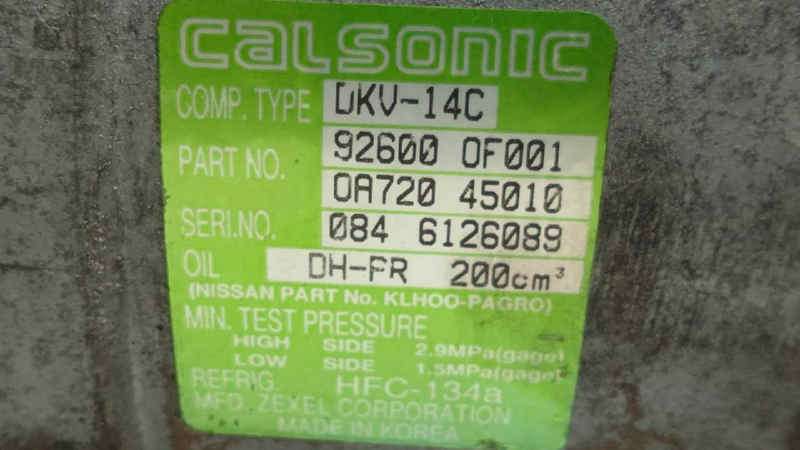 CALSONIC
COMP. TYPE DKV-14C
PART NO. 92600 0F001
0A720 45010
SERI.NO. 084 6126089
OIL DH-PR 200cm³
(NISSAN PART No. KLHOO-PAGRO)
MIN. TEST PRESSURE
HIGH SIDE 2.9MPa(gage)
LOW SIDE 1.5MPa(gage)
REFRIG. HFC-134a
MFD. ZEXEL CORPORATION
MADE IN KOREA